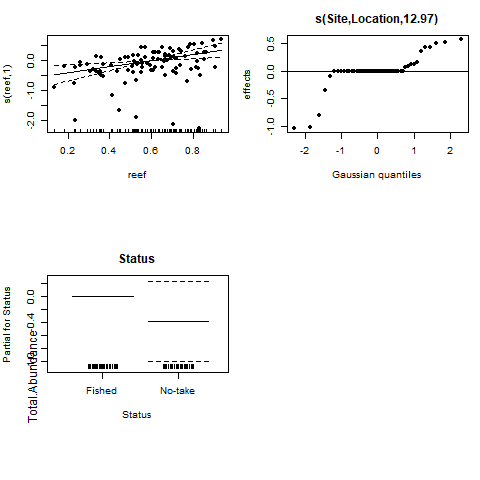 s(reef,1)
0.0
-1.0
-2.0
0.2
0.4
0.6
0.8
reef
s(Site,Location,12.97)
effects
0.5
0.0
-0.5
-1.0
-2
-1
0
1
2
Gaussian quantiles
Status
Partial for Status
0.0
-0.4
Total.Abundance
Fished
No-take
Status